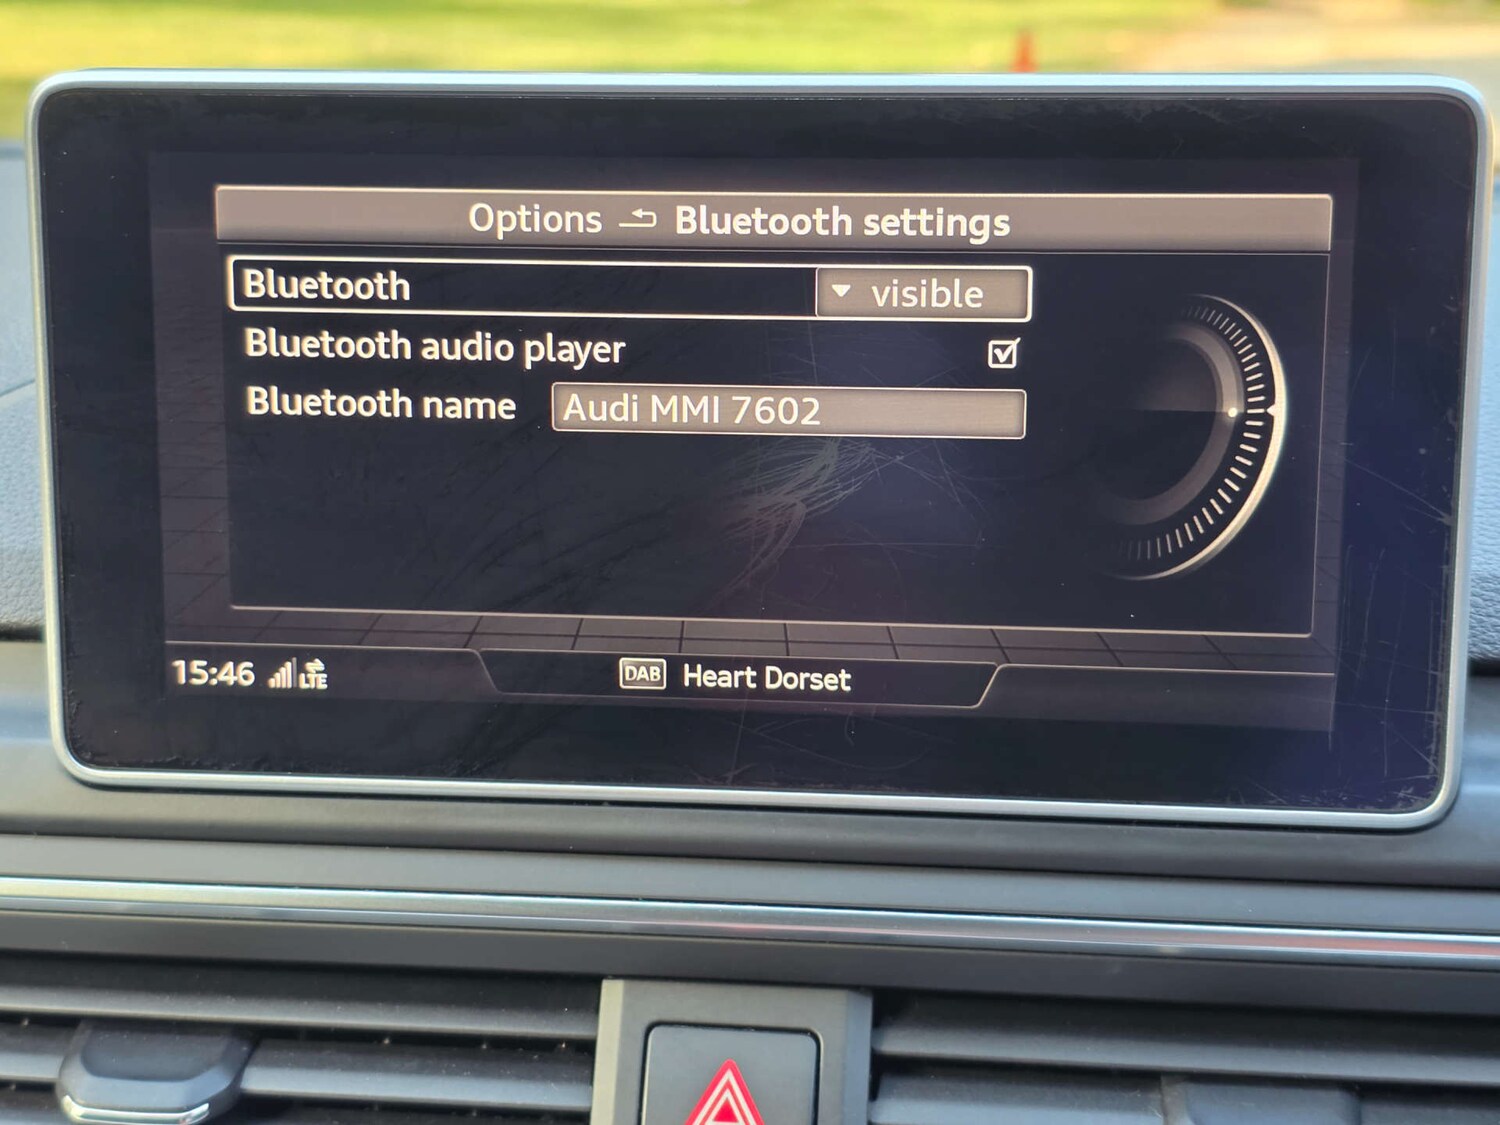 Options Bluetooth settings
Bluetooth visible
Bluetooth audio player
Bluetooth name Audi MMI 7602
15:46 LTE DAB Heart Dorset